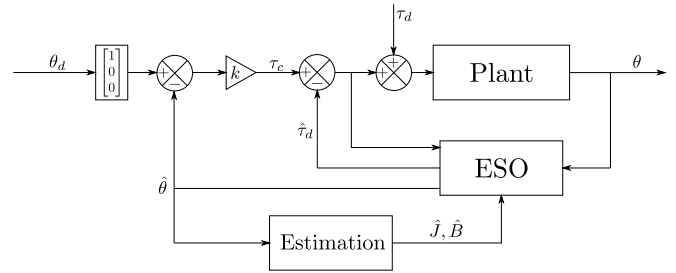 τ_d
θ_d
[1 0 0]
+
−
k
τ_c
+
−
+
+
Plant
θ
τ̂_d
ESO
θ̂
Estimation
Ĵ, B̂